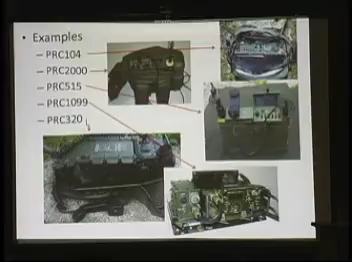 • Examples
– PRC104
– PRC2000
– PRC515
– PRC1099
– PRC320